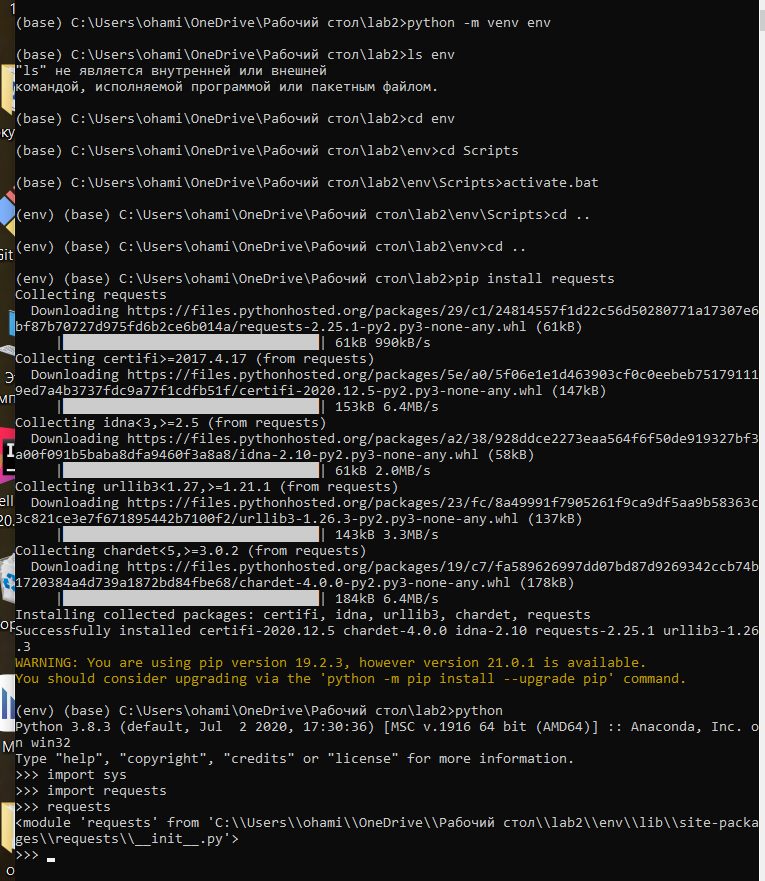 (base) C:\Users\ohami\OneDrive\Рабочий стол\lab2>python -m venv env
(base) C:\Users\ohami\OneDrive\Рабочий стол\lab2>ls env
"ls" не является внутренней или внешней
командой, исполняемой программой или пакетным файлом.
(base) C:\Users\ohami\OneDrive\Рабочий стол\lab2>cd env
(base) C:\Users\ohami\OneDrive\Рабочий стол\lab2\env>cd Scripts
(base) C:\Users\ohami\OneDrive\Рабочий стол\lab2\env\Scripts>activate.bat
(env) (base) C:\Users\ohami\OneDrive\Рабочий стол\lab2\env\Scripts>cd ..
(env) (base) C:\Users\ohami\OneDrive\Рабочий стол\lab2\env>cd ..
(env) (base) C:\Users\ohami\OneDrive\Рабочий стол\lab2>pip install requests
Collecting requests
Downloading https://files.pythonhosted.org/packages/29/c1/24814557f1d22c56d50280771a17307e6
bf87b70727d975fd6b2ce6b014a/requests-2.25.1-py2.py3-none-any.whl (61kB)
|████████████████████████████████| 61kB 990kB/s
Collecting certifi>=2017.4.17 (from requests)
Downloading https://files.pythonhosted.org/packages/5e/a0/5f06e1e1d463903cf0c0eebeb75179111
9ed7a4b3737fdc9a77f1cdfb51f/certifi-2020.12.5-py2.py3-none-any.whl (147kB)
|████████████████████████████████| 153kB 6.4MB/s
Collecting idna<3,>=2.5 (from requests)
Downloading https://files.pythonhosted.org/packages/a2/38/928ddce2273eaa564f6f50de919327bf3
a00f091b5baba8dfa9460f3a8a8/idna-2.10-py2.py3-none-any.whl (58kB)
|████████████████████████████████| 61kB 2.0MB/s
Collecting urllib3<1.27,>=1.21.1 (from requests)
Downloading https://files.pythonhosted.org/packages/23/fc/8a49991f7905261f9ca9df5aa9b58363c
3c821ce3e7f671895442b7100f2/urllib3-1.26.3-py2.py3-none-any.whl (137kB)
|████████████████████████████████| 143kB 3.3MB/s
Collecting chardet<5,>=3.0.2 (from requests)
Downloading https://files.pythonhosted.org/packages/19/c7/fa589626997dd07bd87d9269342ccb74b
1720384a4d739a1872bd84fbe68/chardet-4.0.0-py2.py3-none-any.whl (178kB)
|████████████████████████████████| 184kB 6.4MB/s
Installing collected packages: certifi, idna, urllib3, chardet, requests
Successfully installed certifi-2020.12.5 chardet-4.0.0 idna-2.10 requests-2.25.1 urllib3-1.26
.3
WARNING: You are using pip version 19.2.3, however version 21.0.1 is available.
You should consider upgrading via the 'python -m pip install --upgrade pip' command.
(env) (base) C:\Users\ohami\OneDrive\Рабочий стол\lab2>python
Python 3.8.3 (default, Jul  2 2020, 17:30:36) [MSC v.1916 64 bit (AMD64)] :: Anaconda, Inc. o
n win32
Type "help", "copyright", "credits" or "license" for more information.
>>> import sys
>>> import requests
>>> requests
<module 'requests' from 'C:\\Users\\ohami\\OneDrive\\Рабочий стол\\lab2\\env\\lib\\site-packa
ges\\requests\\__init__.py'>
>>>